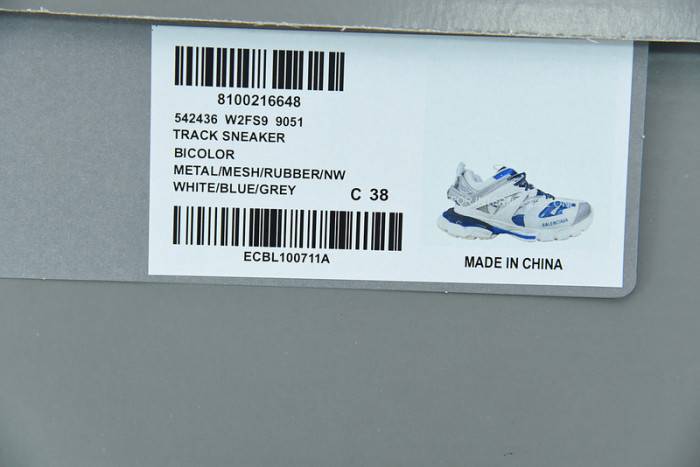 8100216648
542436 W2FS9 9051
TRACK SNEAKER
BICOLOR
METAL/MESH/RUBBER/NW
WHITE/BLUE/GREY C 38
ECBL100711A
BALENCIAGA
MADE IN CHINA